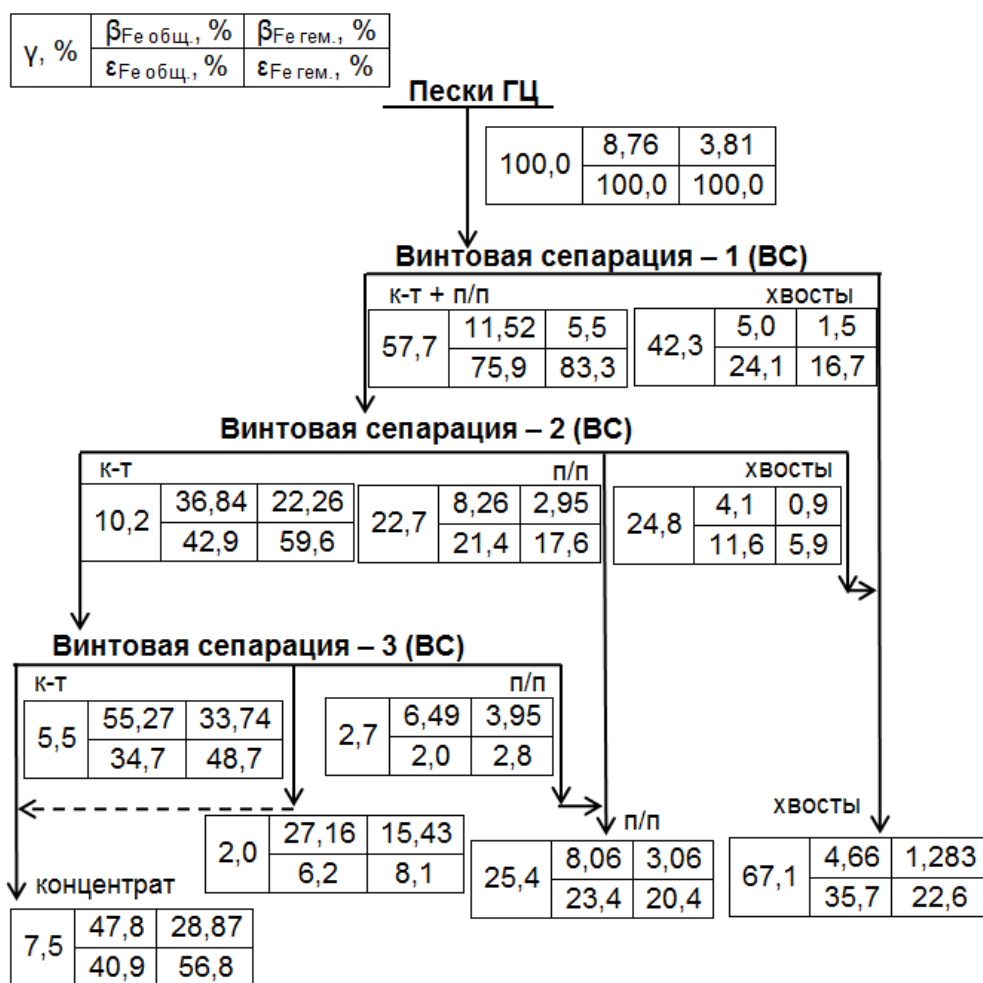 γ, % βFe общ., % βFe гем., %
εFe общ., % εFe гем., %
Пески ГЦ
100,0 8,76 3,81
100,0 100,0
Винтовая сепарация – 1 (ВС)
к-т + п/п
57,7 11,52 5,5
75,9 83,3
хвосты
42,3 5,0 1,5
24,1 16,7
Винтовая сепарация – 2 (ВС)
к-т
10,2 36,84 22,26
42,9 59,6
п/п
22,7 8,26 2,95
21,4 17,6
хвосты
24,8 4,1 0,9
11,6 5,9
Винтовая сепарация – 3 (ВС)
к-т
5,5 55,27 33,74
34,7 48,7
п/п
2,7 6,49 3,95
2,0 2,8
2,0 27,16 15,43
6,2 8,1
п/п
25,4 8,06 3,06
23,4 20,4
хвосты
67,1 4,66 1,283
35,7 22,6
концентрат
7,5 47,8 28,87
40,9 56,8